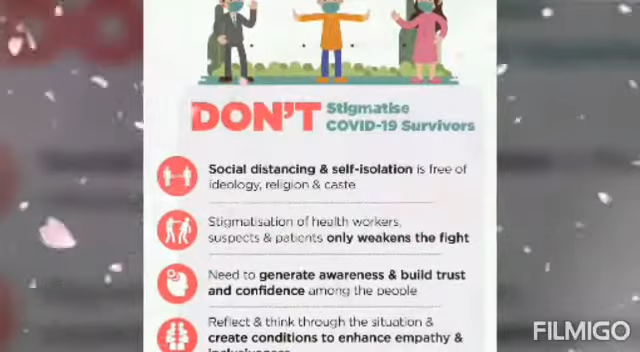 DON'T Stigmatise
COVID-19 Survivors
Social distancing & self-isolation is free of
ideology, religion & caste
Stigmatisation of health workers,
suspects & patients only weakens the fight
Need to generate awareness & build trust
and confidence among the people
Reflect & think through the situation &
create conditions to enhance empathy &
FILMIGO